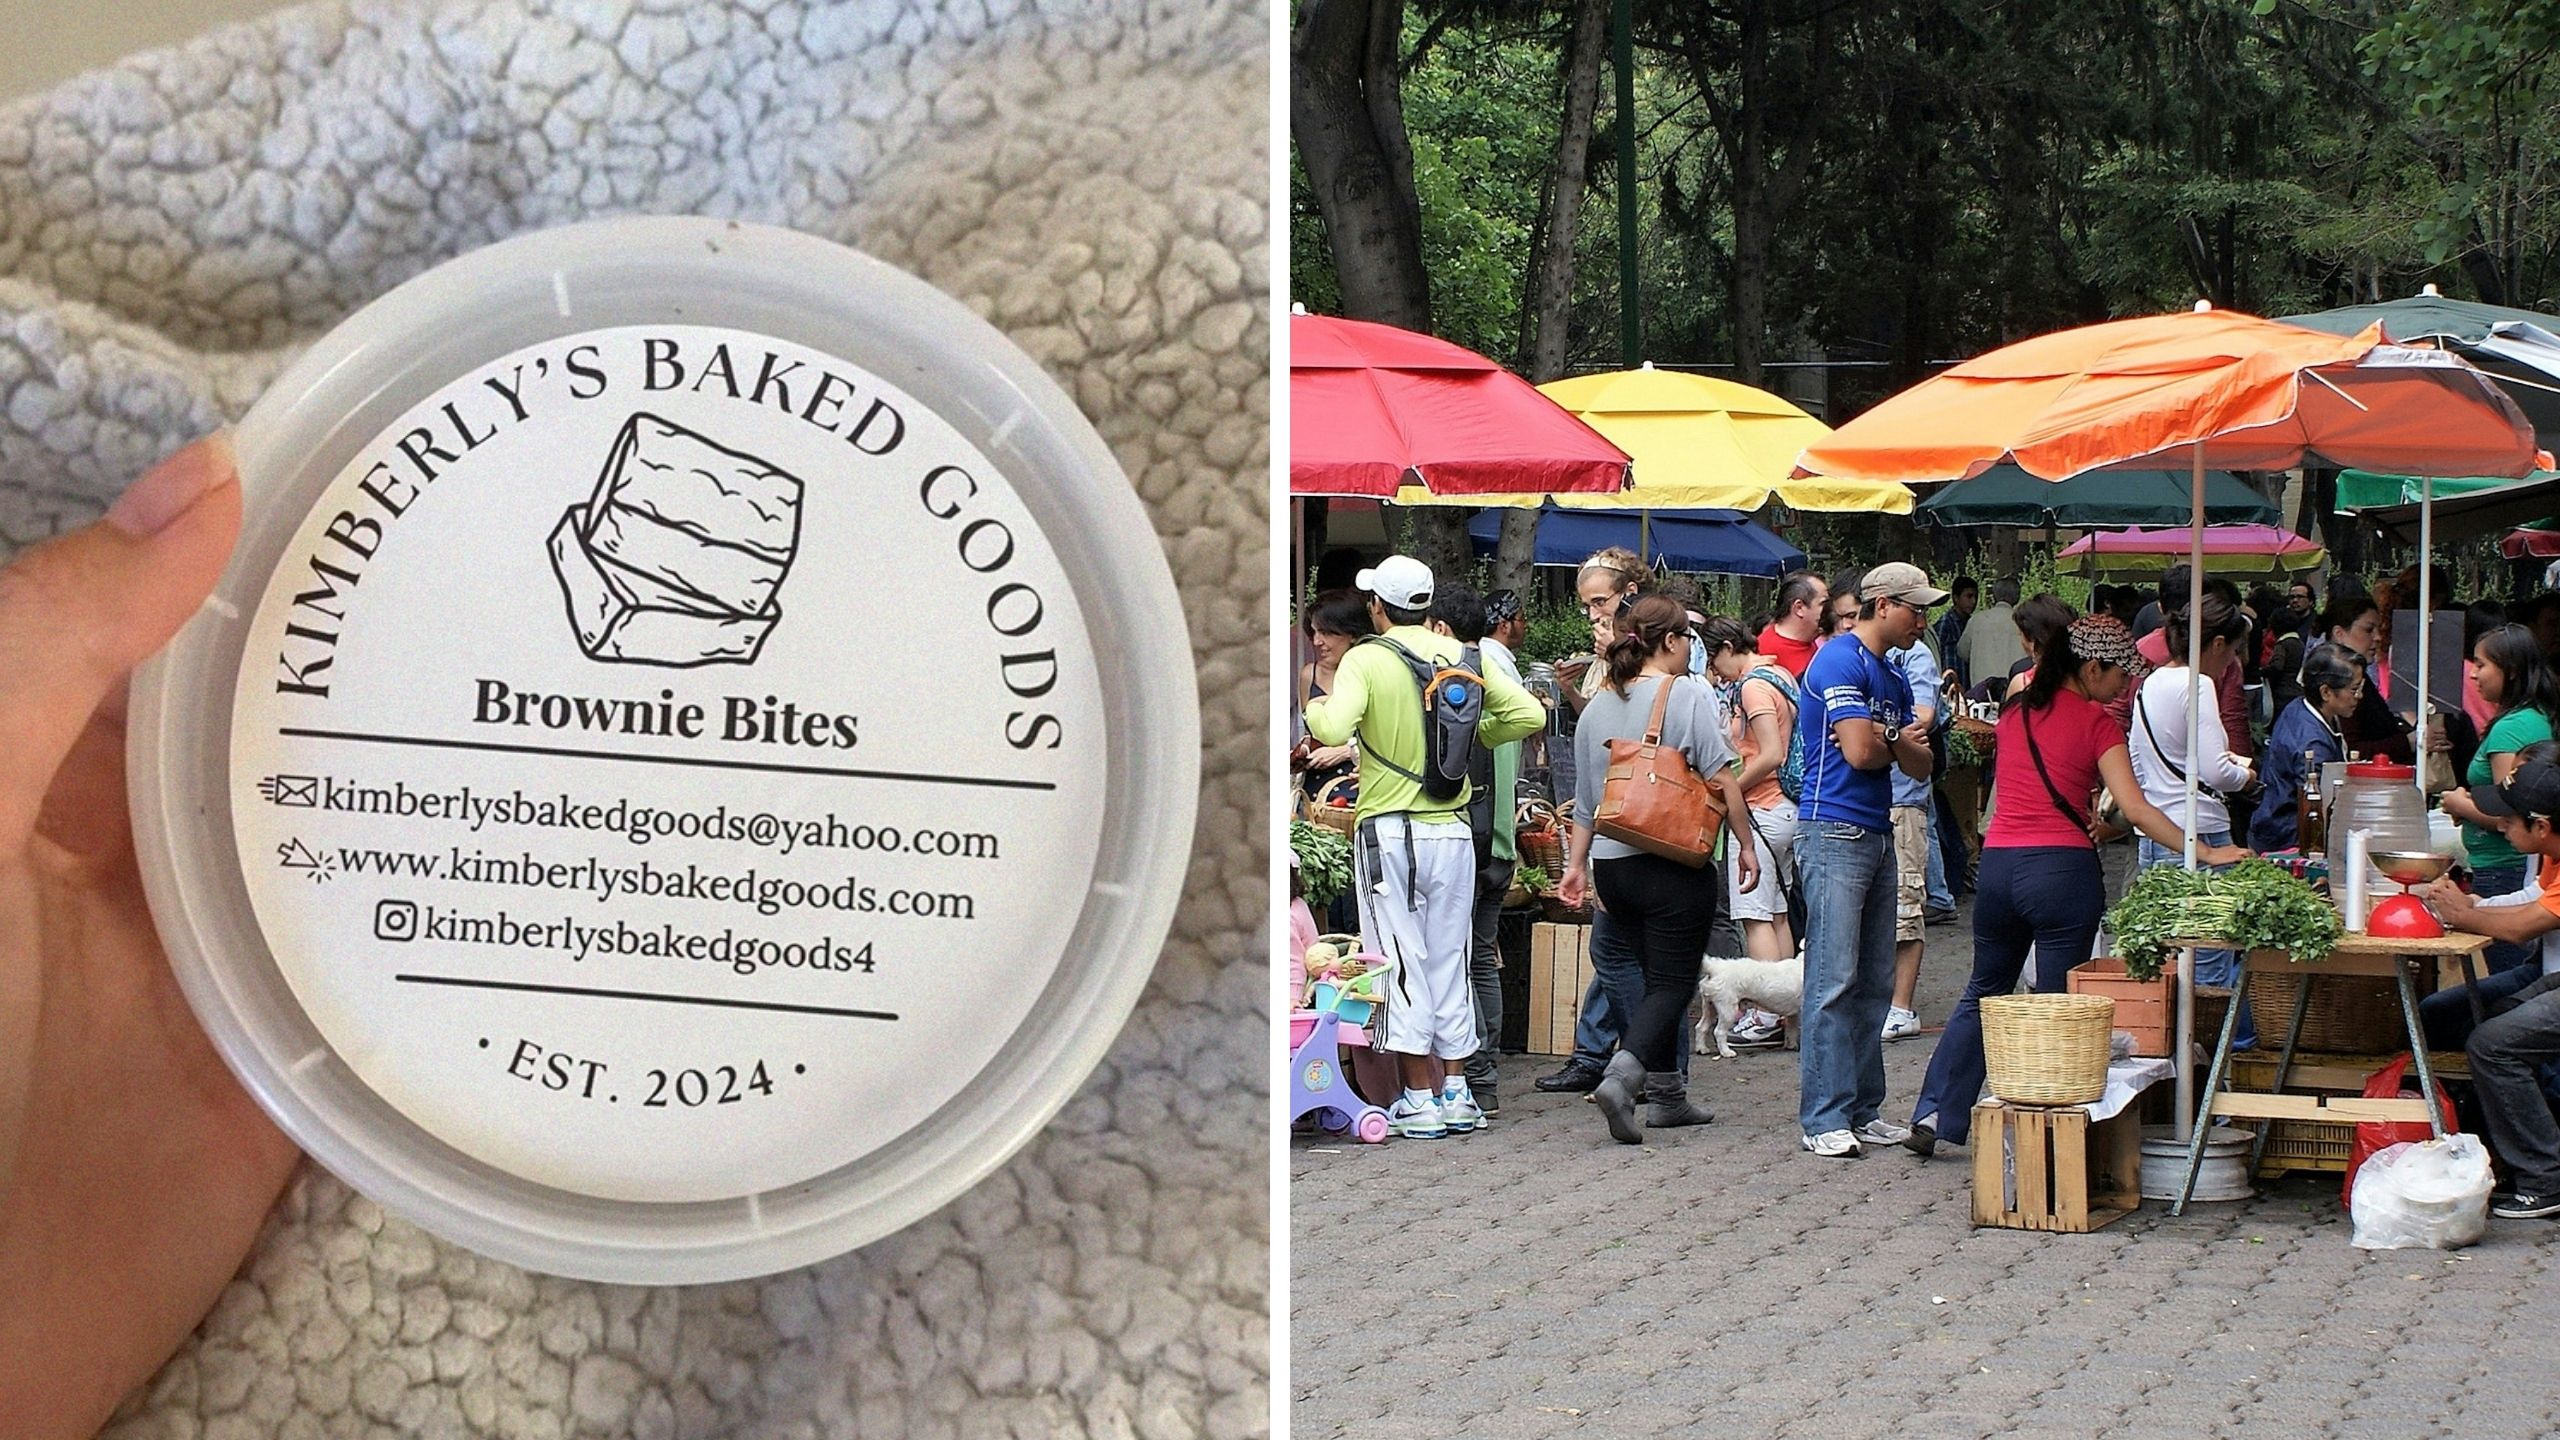 KIMBERLY'S BAKED GOODS
Brownie Bites
kimberlysbakedgoods@yahoo.com
www.kimberlysbakedgoods.com
kimberlysbakedgoods4
• EST. 2024 •